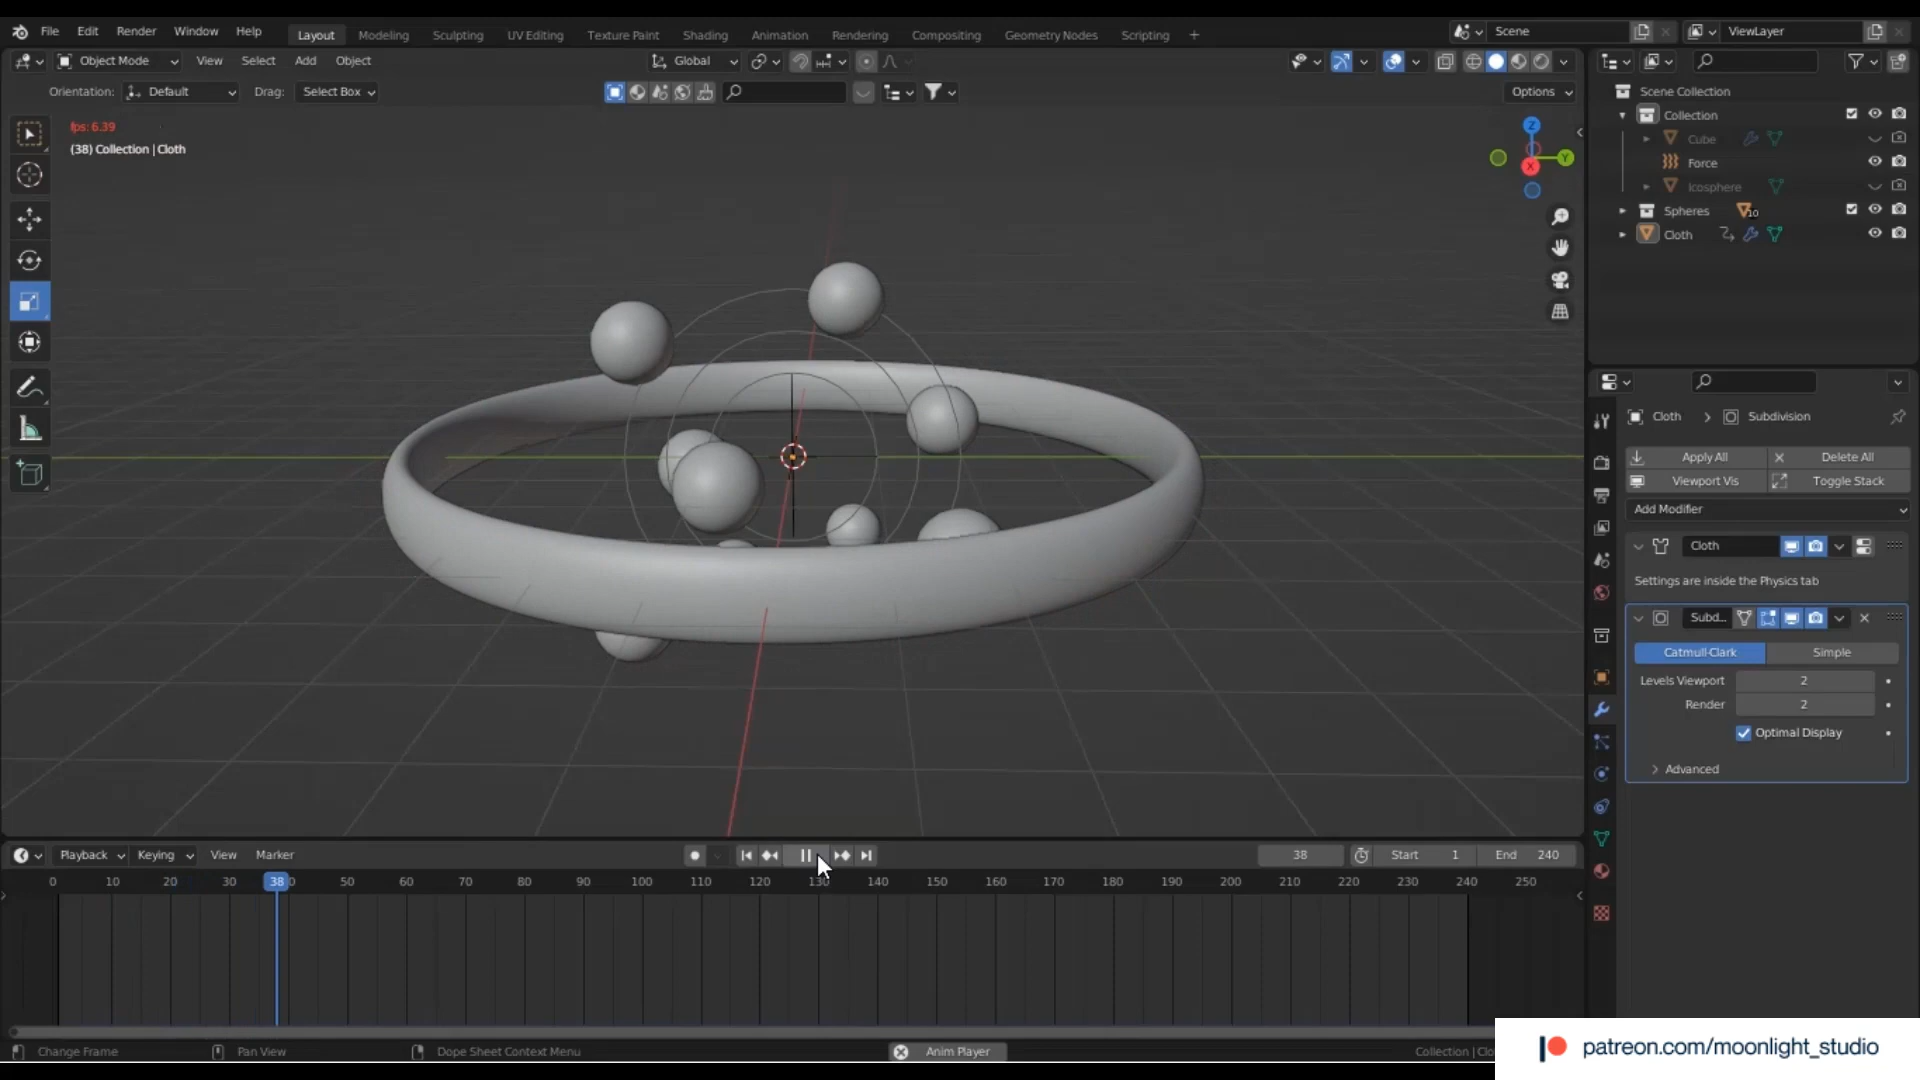 File Edit Render Window Help Layout Modeling Sculpting UV Editing Texture Paint Shading Animation Rendering Compositing Geometry Nodes Scripting + Scene ViewLayer
Object Mode View Select Add Object Global
Orientation: Default Drag: Select Box Options
fps: 6.39
(38) Collection | Cloth
Z
Y
X
Scene Collection
Collection
Cube
Force
Icosphere
Spheres 10
Cloth
Cloth > Subdivision
Apply All Delete All
Viewport Vis Toggle Stack
Add Modifier
Cloth
Settings are inside the Physics tab
Subd...
Catmull-Clark Simple
Levels Viewport 2
Render 2
Optimal Display
Advanced
Playback Keying View Marker 38 Start 1 End 240
0 10 20 30 38 50 60 70 80 90 100 110 120 130 140 150 160 170 180 190 200 210 220 230 240 250
Change Frame Pan View Dope Sheet Context Menu Anim Player Collection | Clo
patreon.com/moonlight_studio